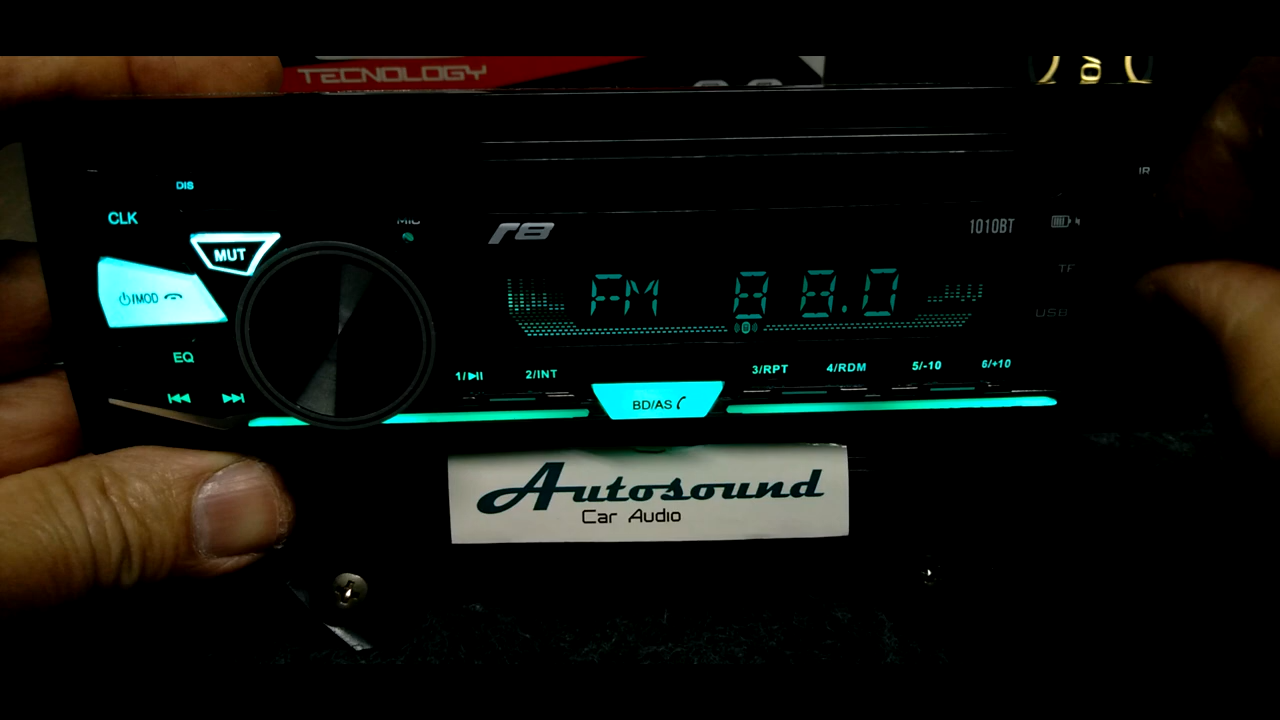 TECNOLOGY
DIS
IR
CLK
MIC
r8
1010BT
MUT
TF
⏻/MOD
FM 88.0
USB
EQ
1/▶II
2/INT
3/RPT
4/RDM
5/-10
6/+10
BD/AS
Autosound
Car Audio